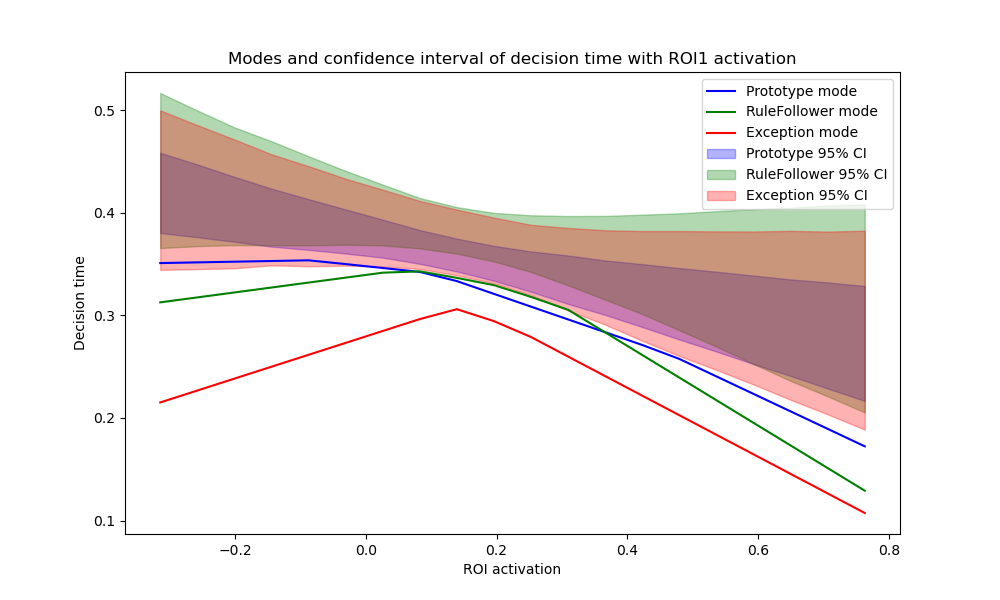 Modes and confidence interval of decision time with ROI1 activation
Prototype mode
RuleFollower mode
Exception mode
Prototype 95% CI
RuleFollower 95% CI
Exception 95% CI
Decision time
0.5
0.4
0.3
0.2
0.1
−0.2
0.0
0.2
0.4
0.6
0.8
ROI activation